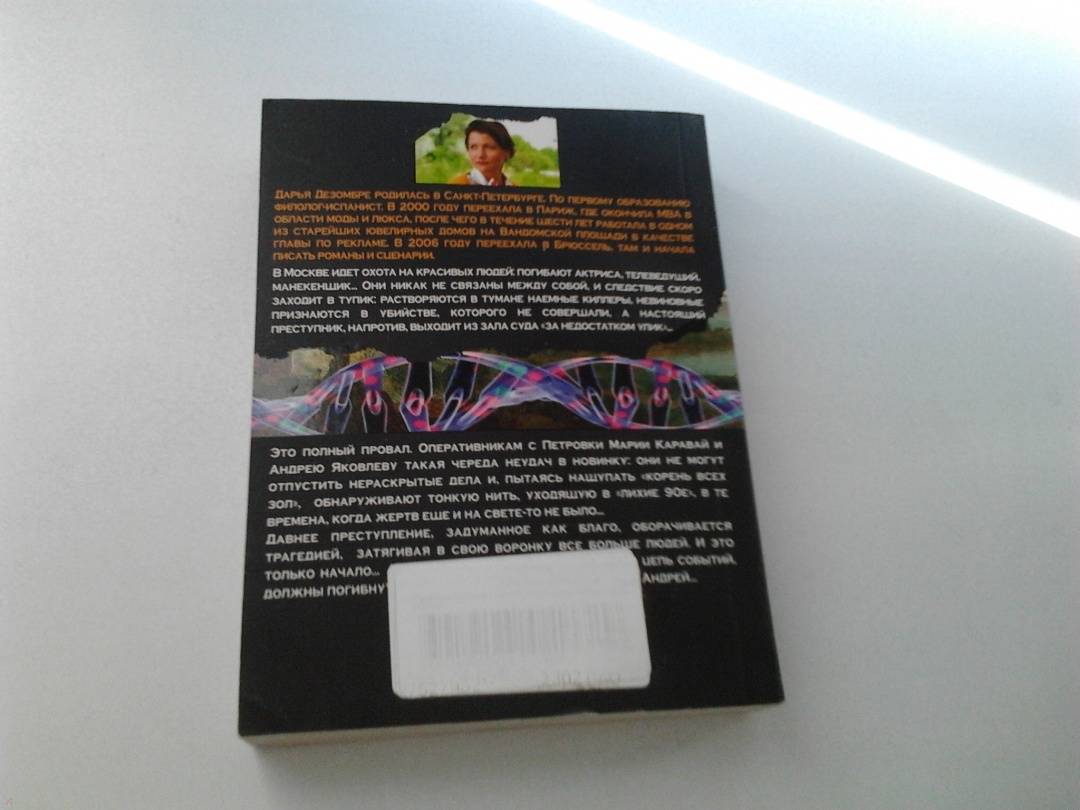 Дарья Дезомбре родилась в Санкт-Петербурге. По первому образованию
филолог-испанист. В 2000 году переехала в Париж, где окончила MBA в
области моды и люкса, после чего в течение шести лет работала в одном
из старейших ювелирных домов на Вандомской площади в качестве
главы по рекламе. В 2006 году переехала в Брюссель, там и начала
писать романы и сценарии.
В Москве идет охота на красивых людей: погибают актриса, телеведущий,
манекенщик... Они никак не связаны между собой, и следствие скоро
заходит в тупик: растворяются в тумане наемные киллеры, невиновные
признаются в убийстве, которого не совершали, а настоящий
преступник, напротив, выходит из зала суда «за недостатком улик»...
Это полный провал. Оперативникам с Петровки Марии Каравай и
Андрею Яковлеву такая череда неудач в новинку: они не могут
отпустить нераскрытые дела и, пытаясь нащупать «корень всех
зол», обнаруживают тонкую нить, уходящую в «лихие 90е», в те
времена, когда жертв еще и на свете-то не было...
Давнее преступление, задуманное как благо, оборачивается
трагедией, затягивая в свою воронку все больше людей. И это
только начало... цепь событий,
должны Андрей...